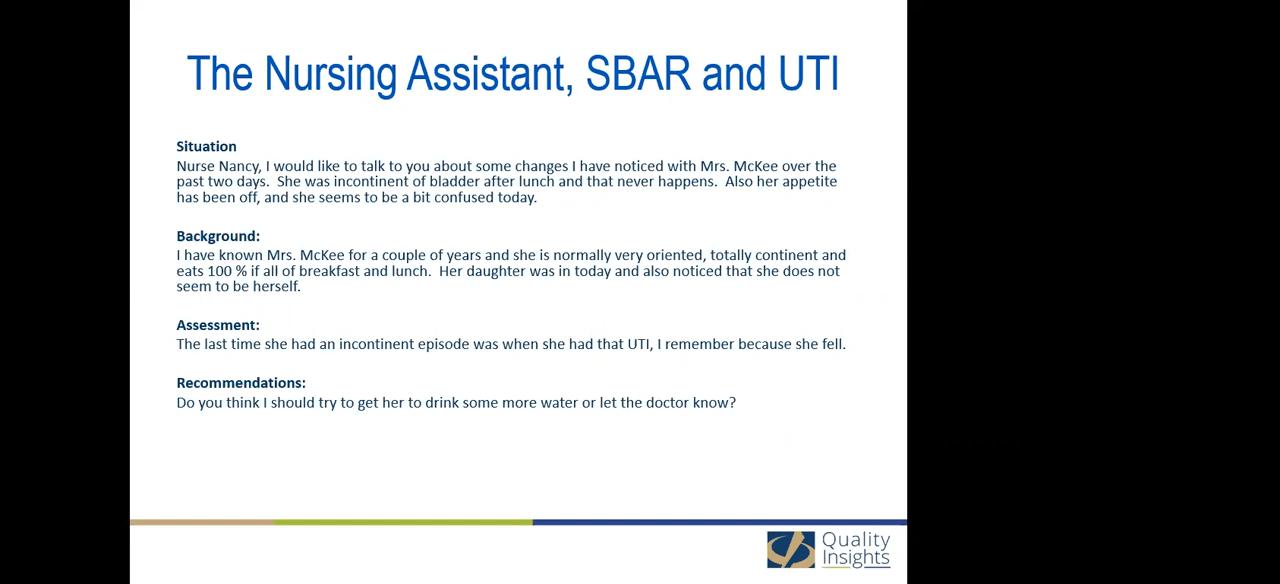 The Nursing Assistant, SBAR and UTI
Situation
Nurse Nancy, I would like to talk to you about some changes I have noticed with Mrs. McKee over the
past two days.  She was incontinent of bladder after lunch and that never happens.  Also her appetite
has been off, and she seems to be a bit confused today.
Background:
I have known Mrs. McKee for a couple of years and she is normally very oriented, totally continent and
eats 100 % if all of breakfast and lunch.  Her daughter was in today and also noticed that she does not
seem to be herself.
Assessment:
The last time she had an incontinent episode was when she had that UTI, I remember because she fell.
Recommendations:
Do you think I should try to get her to drink some more water or let the doctor know?
Quality
Insights